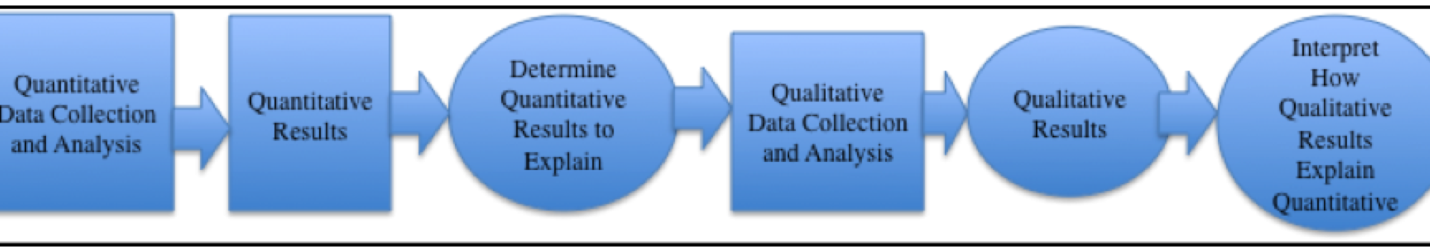 Quantitative
Data Collection
and Analysis
Quantitative
Results
Determine
Quantitative
Results to
Explain
Qualitative
Data Collection
and Analysis
Qualitative
Results
Interpret
How
Qualitative
Results
Explain
Quantitative